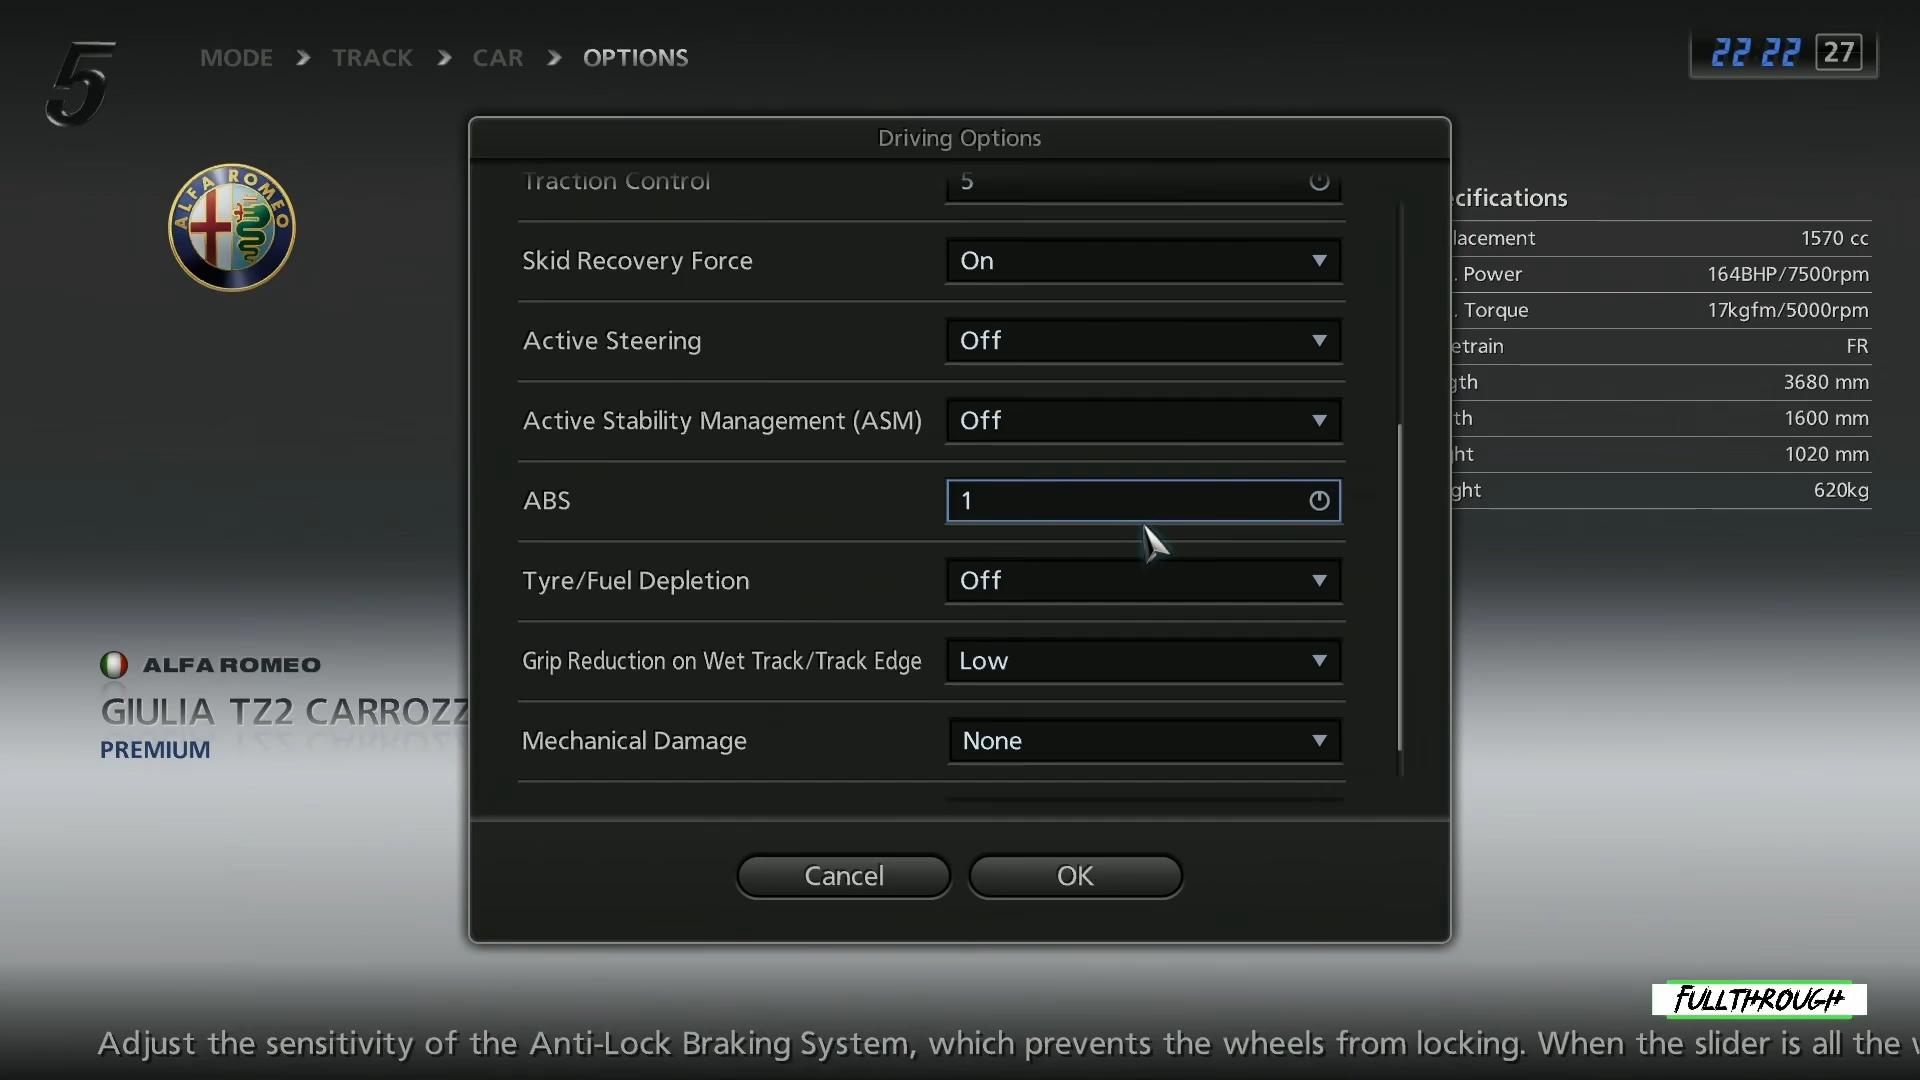 5
MODE > TRACK > CAR > OPTIONS
22 22 27
Driving Options
ALFA ROMEO
Traction Control 5
Skid Recovery Force On
Active Steering Off
Active Stability Management (ASM) Off
ABS 1
Tyre/Fuel Depletion Off
Grip Reduction on Wet Track/Track Edge Low
Mechanical Damage None
Cancel OK
cifications
lacement 1570 cc
. Power 164BHP/7500rpm
. Torque 17kgfm/5000rpm
etrain FR
gth 3680 mm
th 1600 mm
ht 1020 mm
ght 620kg
ALFA ROMEO
GIULIA TZ2 CARROZZ
PREMIUM
FULLTHROUGH
Adjust the sensitivity of the Anti-Lock Braking System, which prevents the wheels from locking. When the slider is all the